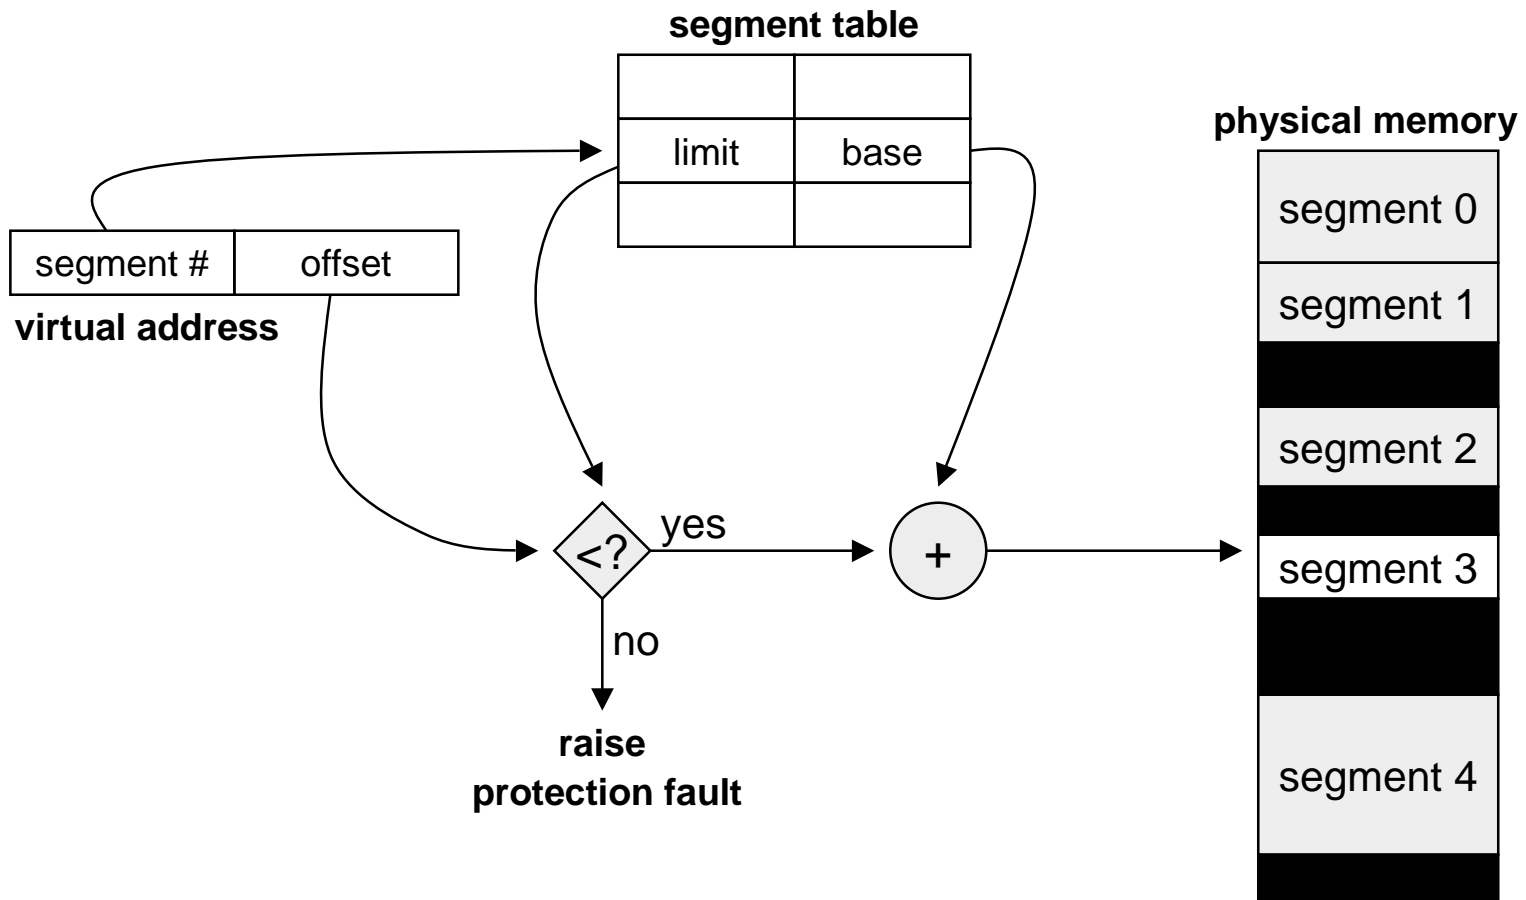 segment table
limit
base
physical memory
segment #
offset
virtual address
segment 0
segment 1
segment 2
segment 3
segment 4
<?
yes
+
no
raise
protection fault